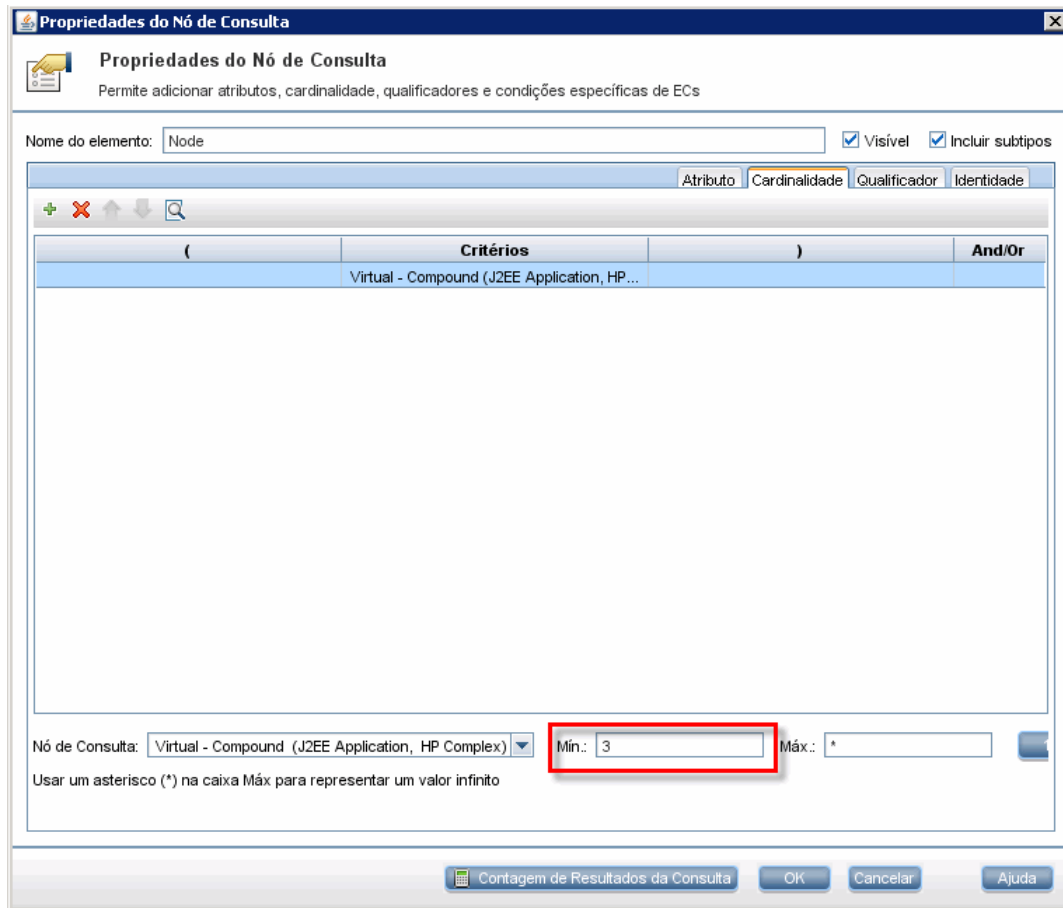 Propriedades do Nó de Consulta
Propriedades do Nó de Consulta
Permite adicionar atributos, cardinalidade, qualificadores e condições específicas de ECs
Nome do elemento: Node Visível Incluir subtipos
Atributo Cardinalidade Qualificador Identidade
( Critérios ) And/Or
Virtual - Compound (J2EE Application, HP...
Nó de Consulta: Virtual - Compound (J2EE Application, HP Complex) Mín.: 3 Máx.: *
Usar um asterisco (*) na caixa Máx para representar um valor infinito
Contagem de Resultados da Consulta OK Cancelar Ajuda